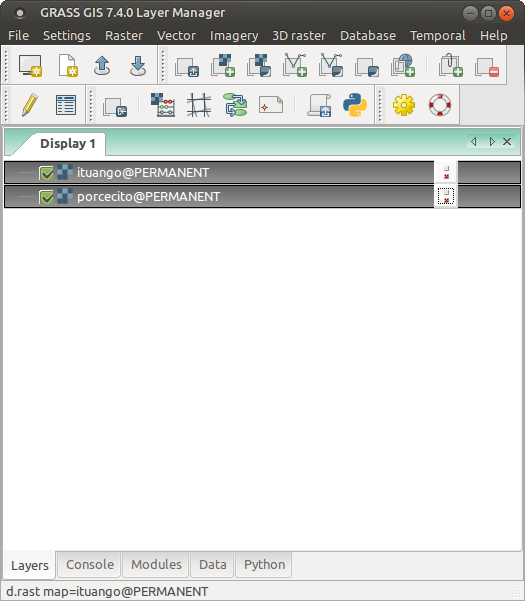 GRASS GIS 7.4.0 Layer Manager
File Settings Raster Vector Imagery 3D raster Database Temporal Help
Display 1
ituango@PERMANENT
porcecito@PERMANENT
Layers Console Modules Data Python
d.rast map=ituango@PERMANENT